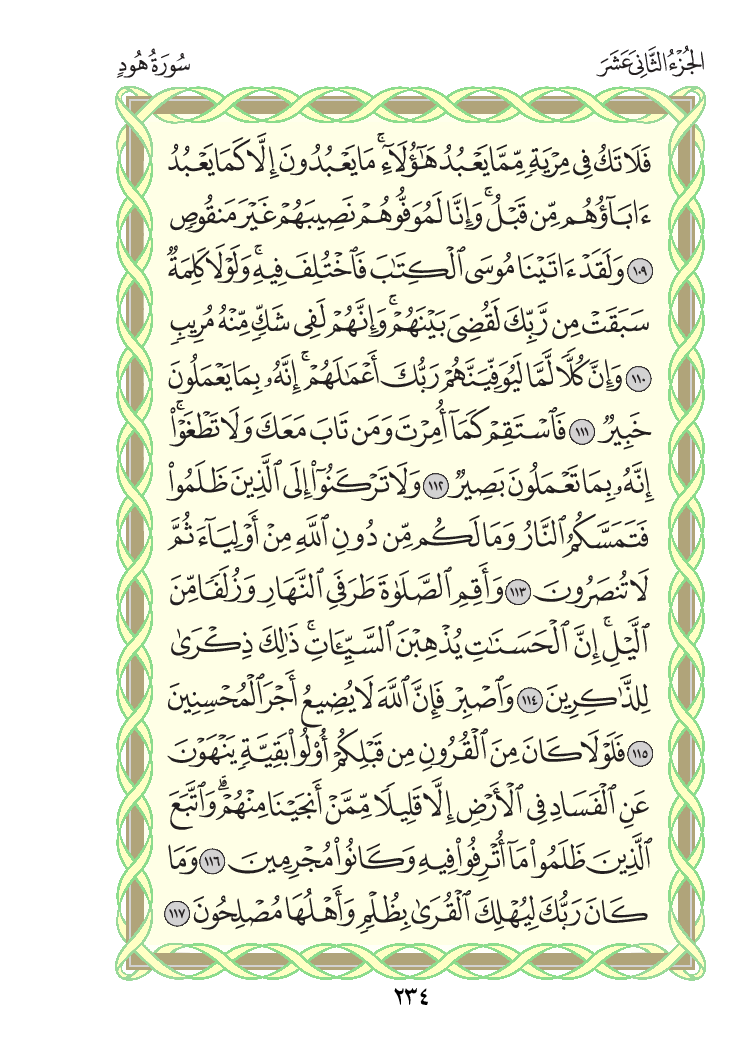 الجُزْءُ الثَّانِي عَشَرَ
سُورَةُ هُودٍ
فَلَا تَكُ فِي مِرْيَةٍ مِّمَّا يَعْبُدُ هَٰٓؤُلَآءِۚ مَا يَعْبُدُونَ إِلَّا كَمَا يَعْبُدُ
ءَابَآؤُهُم مِّن قَبْلُۚ وَإِنَّا لَمُوَفُّوهُمْ نَصِيبَهُمْ غَيْرَ مَنقُوصٍ
١٠٩ وَلَقَدْ ءَاتَيْنَا مُوسَى ٱلْكِتَٰبَ فَٱخْتُلِفَ فِيهِۚ وَلَوْلَا كَلِمَةٌ
سَبَقَتْ مِن رَّبِّكَ لَقُضِيَ بَيْنَهُمْۚ وَإِنَّهُمْ لَفِي شَكٍّ مِّنْهُ مُرِيبٍ
١١٠ وَإِنَّ كُلًّا لَّمَّا لَيُوَفِّيَنَّهُمْ رَبُّكَ أَعْمَٰلَهُمْۚ إِنَّهُۥ بِمَا يَعْمَلُونَ
خَبِيرٌ ١١١ فَٱسْتَقِمْ كَمَآ أُمِرْتَ وَمَن تَابَ مَعَكَ وَلَا تَطْغَوْا۟ۚ
إِنَّهُۥ بِمَا تَعْمَلُونَ بَصِيرٌ ١١٢ وَلَا تَرْكَنُوٓا۟ إِلَى ٱلَّذِينَ ظَلَمُوا۟
فَتَمَسَّكُمُ ٱلنَّارُ وَمَا لَكُم مِّن دُونِ ٱللَّهِ مِنْ أَوْلِيَآءَ ثُمَّ
لَا تُنصَرُونَ ١١٣ وَأَقِمِ ٱلصَّلَوٰةَ طَرَفَيِ ٱلنَّهَارِ وَزُلَفًا مِّنَ
ٱلَّيْلِۚ إِنَّ ٱلْحَسَنَٰتِ يُذْهِبْنَ ٱلسَّيِّـَٔاتِۚ ذَٰلِكَ ذِكْرَىٰ
لِلذَّٰكِرِينَ ١١٤ وَٱصْبِرْ فَإِنَّ ٱللَّهَ لَا يُضِيعُ أَجْرَ ٱلْمُحْسِنِينَ
١١٥ فَلَوْلَا كَانَ مِنَ ٱلْقُرُونِ مِن قَبْلِكُمْ أُو۟لُوا۟ بَقِيَّةٍ يَنْهَوْنَ
عَنِ ٱلْفَسَادِ فِي ٱلْأَرْضِ إِلَّا قَلِيلًا مِّمَّنْ أَنجَيْنَا مِنْهُمْۗ وَٱتَّبَعَ
ٱلَّذِينَ ظَلَمُوا۟ مَآ أُتْرِفُوا۟ فِيهِ وَكَانُوا۟ مُجْرِمِينَ ١١٦ وَمَا
كَانَ رَبُّكَ لِيُهْلِكَ ٱلْقُرَىٰ بِظُلْمٍ وَأَهْلُهَا مُصْلِحُونَ ١١٧
٢٣٤